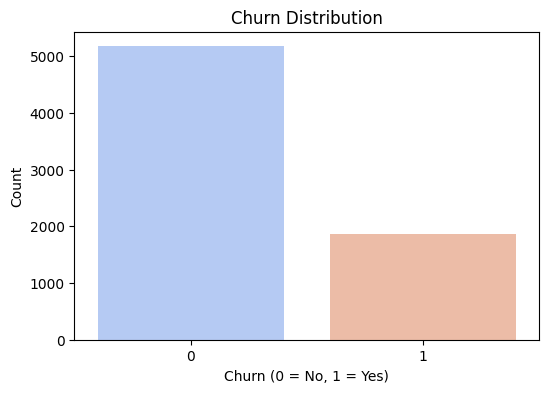 Churn Distribution
Count
5000
4000
3000
2000
1000
0
0 1
Churn (0 = No, 1 = Yes)